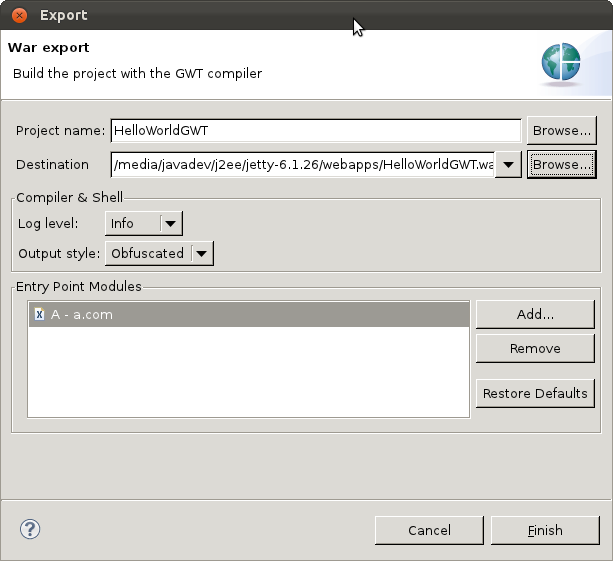 Export
War export
Build the project with the GWT compiler
Project name: HelloWorldGWT Browse...
Destination /media/javadev/j2ee/jetty-6.1.26/webapps/HelloWorldGWT.wa Browse...
Compiler & Shell
Log level: Info
Output style: Obfuscated
Entry Point Modules
A - a.com
Add...
Remove
Restore Defaults
? Cancel Finish